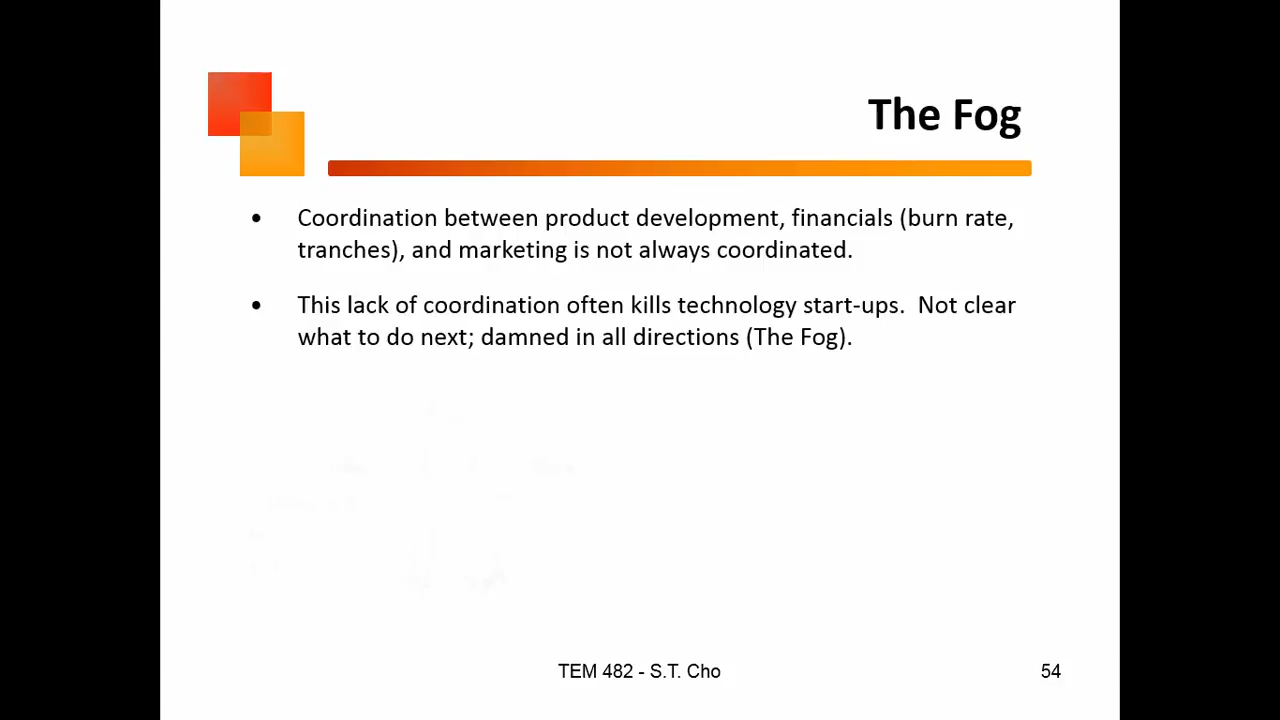 The Fog
• Coordination between product development, financials (burn rate,
tranches), and marketing is not always coordinated.
• This lack of coordination often kills technology start-ups.  Not clear
what to do next; damned in all directions (The Fog).
TEM 482 - S.T. Cho
54